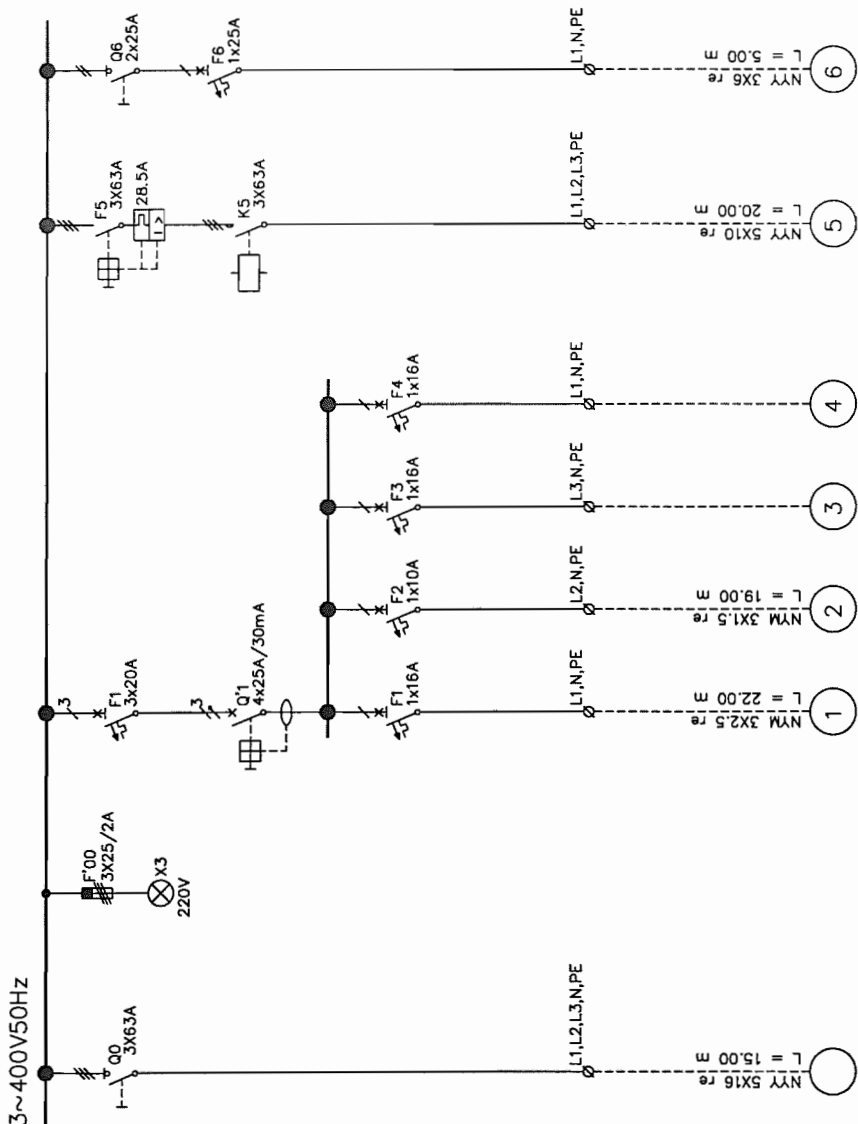 3~400V50Hz
Q0
3X63A
L1,L2,L3,N,PE
NYY 5X16 re
L = 15.00 m
F'00
3X25/2A
X3
220V
3
F1
3x20A
3
Q'1
4x25A/30mA
F1
1x16A
L1,N,PE
NYM 3X2.5 re
L = 22.00 m
1
F2
1x10A
L2,N,PE
NYM 3X1.5 re
L = 19.00 m
2
F3
1x16A
L3,N,PE
3
F4
1x16A
L1,N,PE
4
F5
3X63A
28.5A
I >
K5
3X63A
L1,L2,L3,PE
NYY 5X10 re
L = 20.00 m
5
Q6
2x25A
F6
1x25A
L1,N,PE
NYY 3X6 re
L = 5.00 m
6